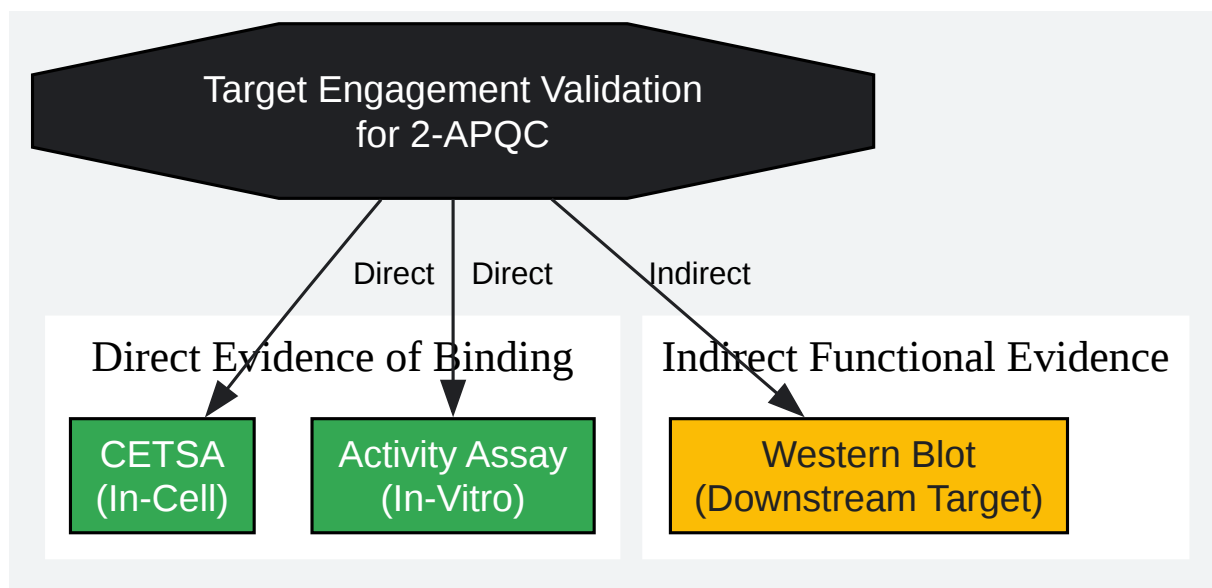 Target Engagement Validation
for 2-APQC
Direct
Direct
Indirect
Direct Evidence of Binding
Indirect Functional Evidence
CETSA
(In-Cell)
Activity Assay
(In-Vitro)
Western Blot
(Downstream Target)